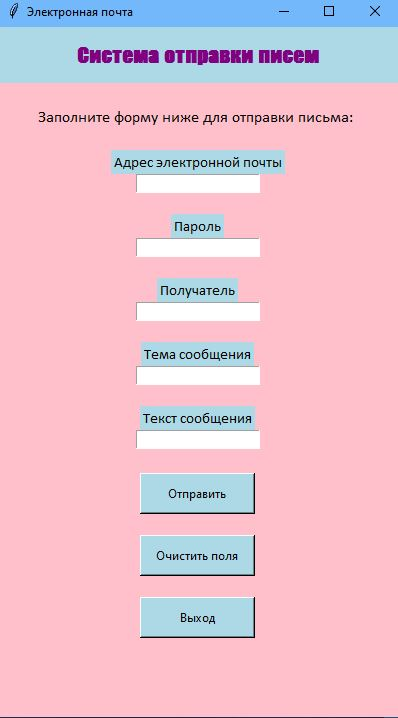 Электронная почта
Система отправки писем
Заполните форму ниже для отправки письма:
Адрес электронной почты
Пароль
Получатель
Тема сообщения
Текст сообщения
Отправить
Очистить поля
Выход